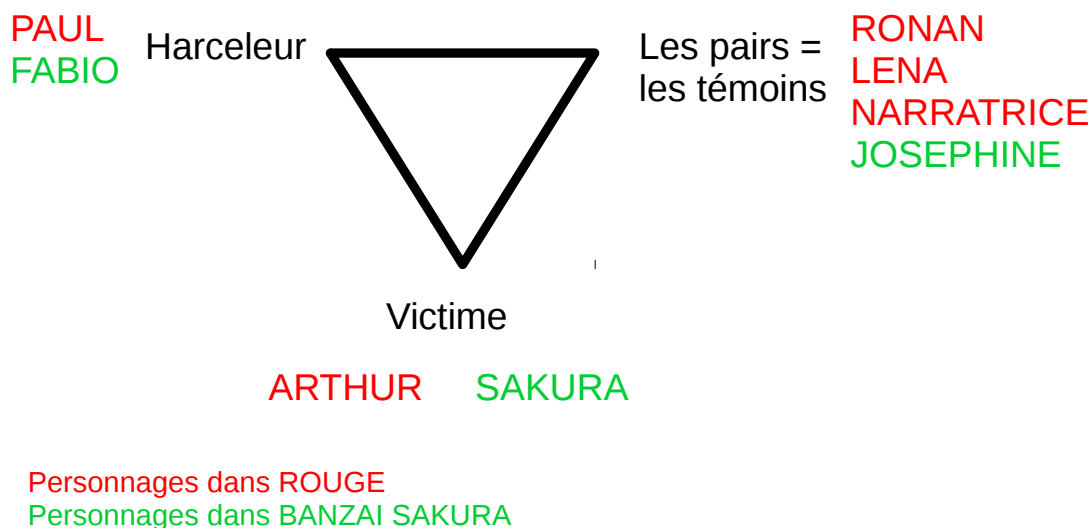 PAUL
FABIO
Harceleur
Les pairs =
les témoins
RONAN
LENA
NARRATRICE
JOSEPHINE
Victime
ARTHUR SAKURA
Personnages dans ROUGE
Personnages dans BANZAI SAKURA